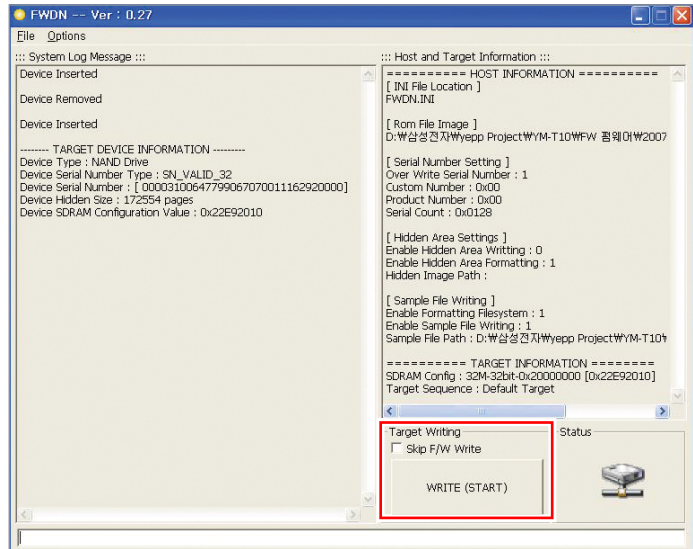 FWDN -- Ver : 0.27
File Options
::: System Log Message :::
Device Inserted
Device Removed
Device Inserted
-------- TARGET DEVICE INFORMATION ---------
Device Type : NAND Drive
Device Serial Number Type : SN_VALID_32
Device Serial Number : [ 00003100647799067070011162920000]
Device Hidden Size : 172554 pages
Device SDRAM Configuration Value : 0x22E92010
::: Host and Target Information :::
========== HOST INFORMATION ==========
[ INI File Location ]
FWDN.INI
[ Rom File Image ]
D:₩삼성전자₩yepp Project₩YM-T10₩FW 펌웨어₩2007
[ Serial Number Setting ]
Over Write Serial Number : 1
Custom Number : 0x00
Product Number : 0x00
Serial Count : 0x0128
[ Hidden Area Settings ]
Enable Hidden Area Writting : 0
Enable Hidden Area Formatting : 1
Hidden Image Path :
[ Sample File Writing ]
Enable Formatting Filesystem : 1
Enable Sample File Writing : 1
Sample File Path : D:₩삼성전자₩yepp Project₩YM-T10₩
========== TARGET INFORMATION ========
SDRAM Config : 32M-32bit-0x20000000 [0x22E92010]
Target Sequence : Default Target
Target Writing
Skip F/W Write
WRITE (START)
Status